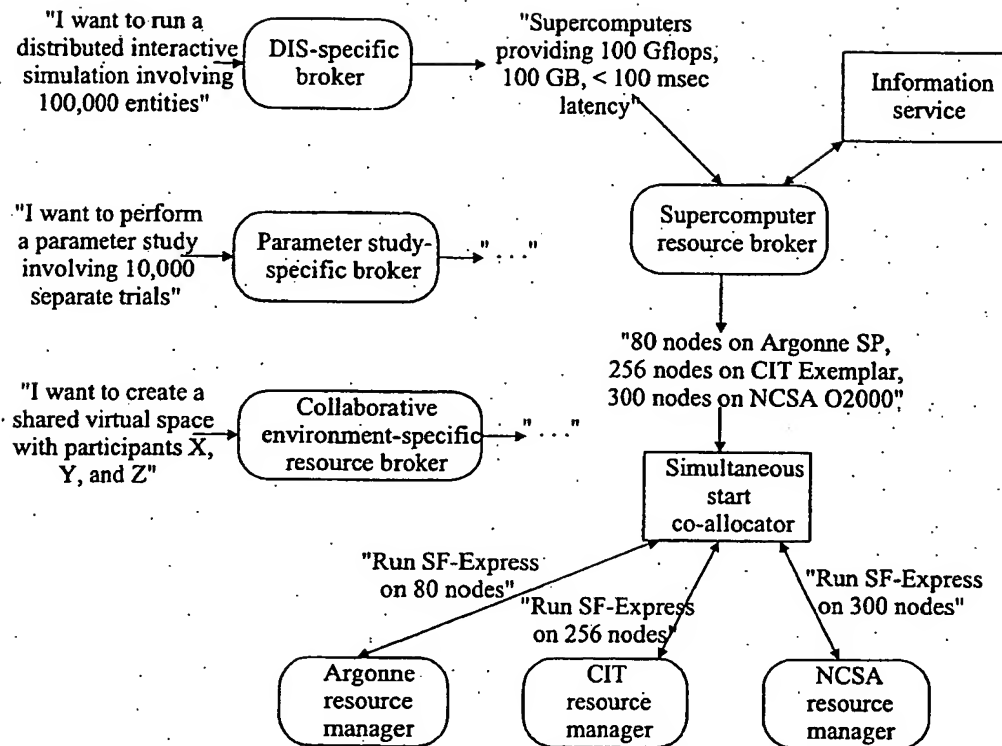 "I want to run a
distributed interactive
simulation involving
100,000 entities"
DIS-specific
broker
"Supercomputers
providing 100 Gflops,
100 GB, < 100 msec
latency"
Information
service
"I want to perform
a parameter study
involving 10,000
separate trials"
Parameter study-
specific broker
" . . . "
Supercomputer
resource broker
"80 nodes on Argonne SP,
256 nodes on CIT Exemplar,
300 nodes on NCSA O2000"
"I want to create a
shared virtual space
with participants X,
Y, and Z"
Collaborative
environment-specific
resource broker
" . . . "
Simultaneous
start
co-allocator
"Run SF-Express
on 80 nodes"
"Run SF-Express
on 256 nodes"
"Run SF-Express
on 300 nodes"
Argonne
resource
manager
CIT
resource
manager
NCSA
resource
manager